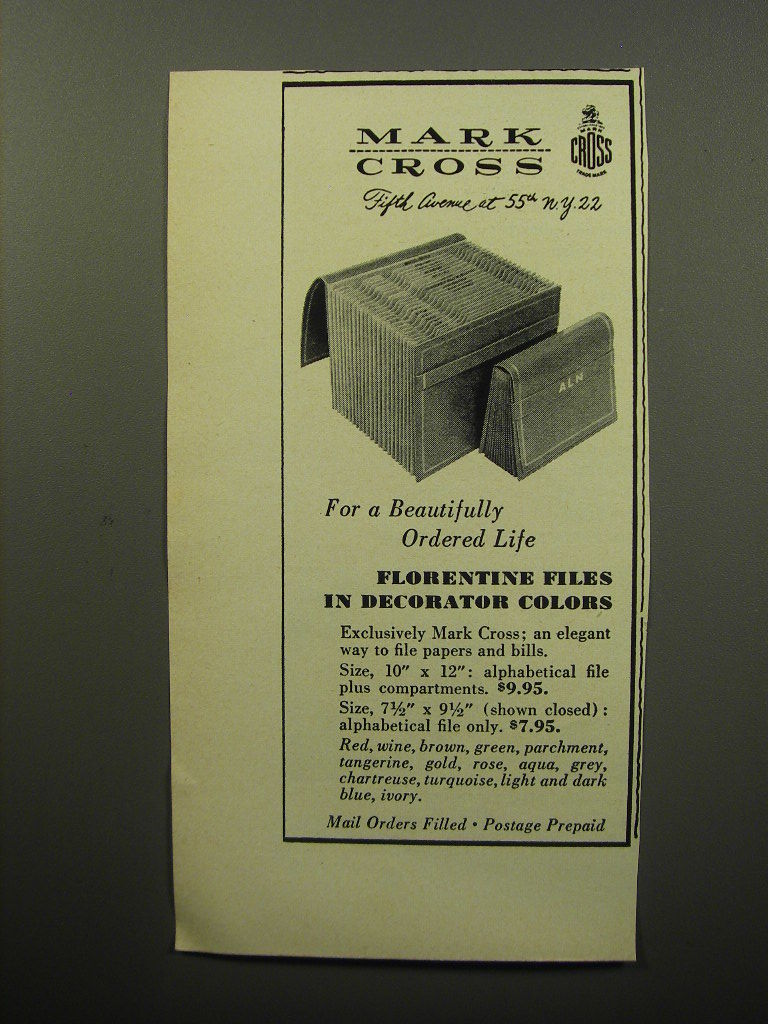 MARK
CROSS
MARK
CROSS
TRADE MARK
Fifth Avenue at 55th N.Y. 22
ALN
For a Beautifully
Ordered Life
FLORENTINE FILES
IN DECORATOR COLORS
Exclusively Mark Cross; an elegant
way to file papers and bills.
Size, 10" x 12": alphabetical file
plus compartments. $9.95.
Size, 7½" x 9½" (shown closed):
alphabetical file only. $7.95.
Red, wine, brown, green, parchment,
tangerine, gold, rose, aqua, grey,
chartreuse, turquoise, light and dark
blue, ivory.
Mail Orders Filled • Postage Prepaid